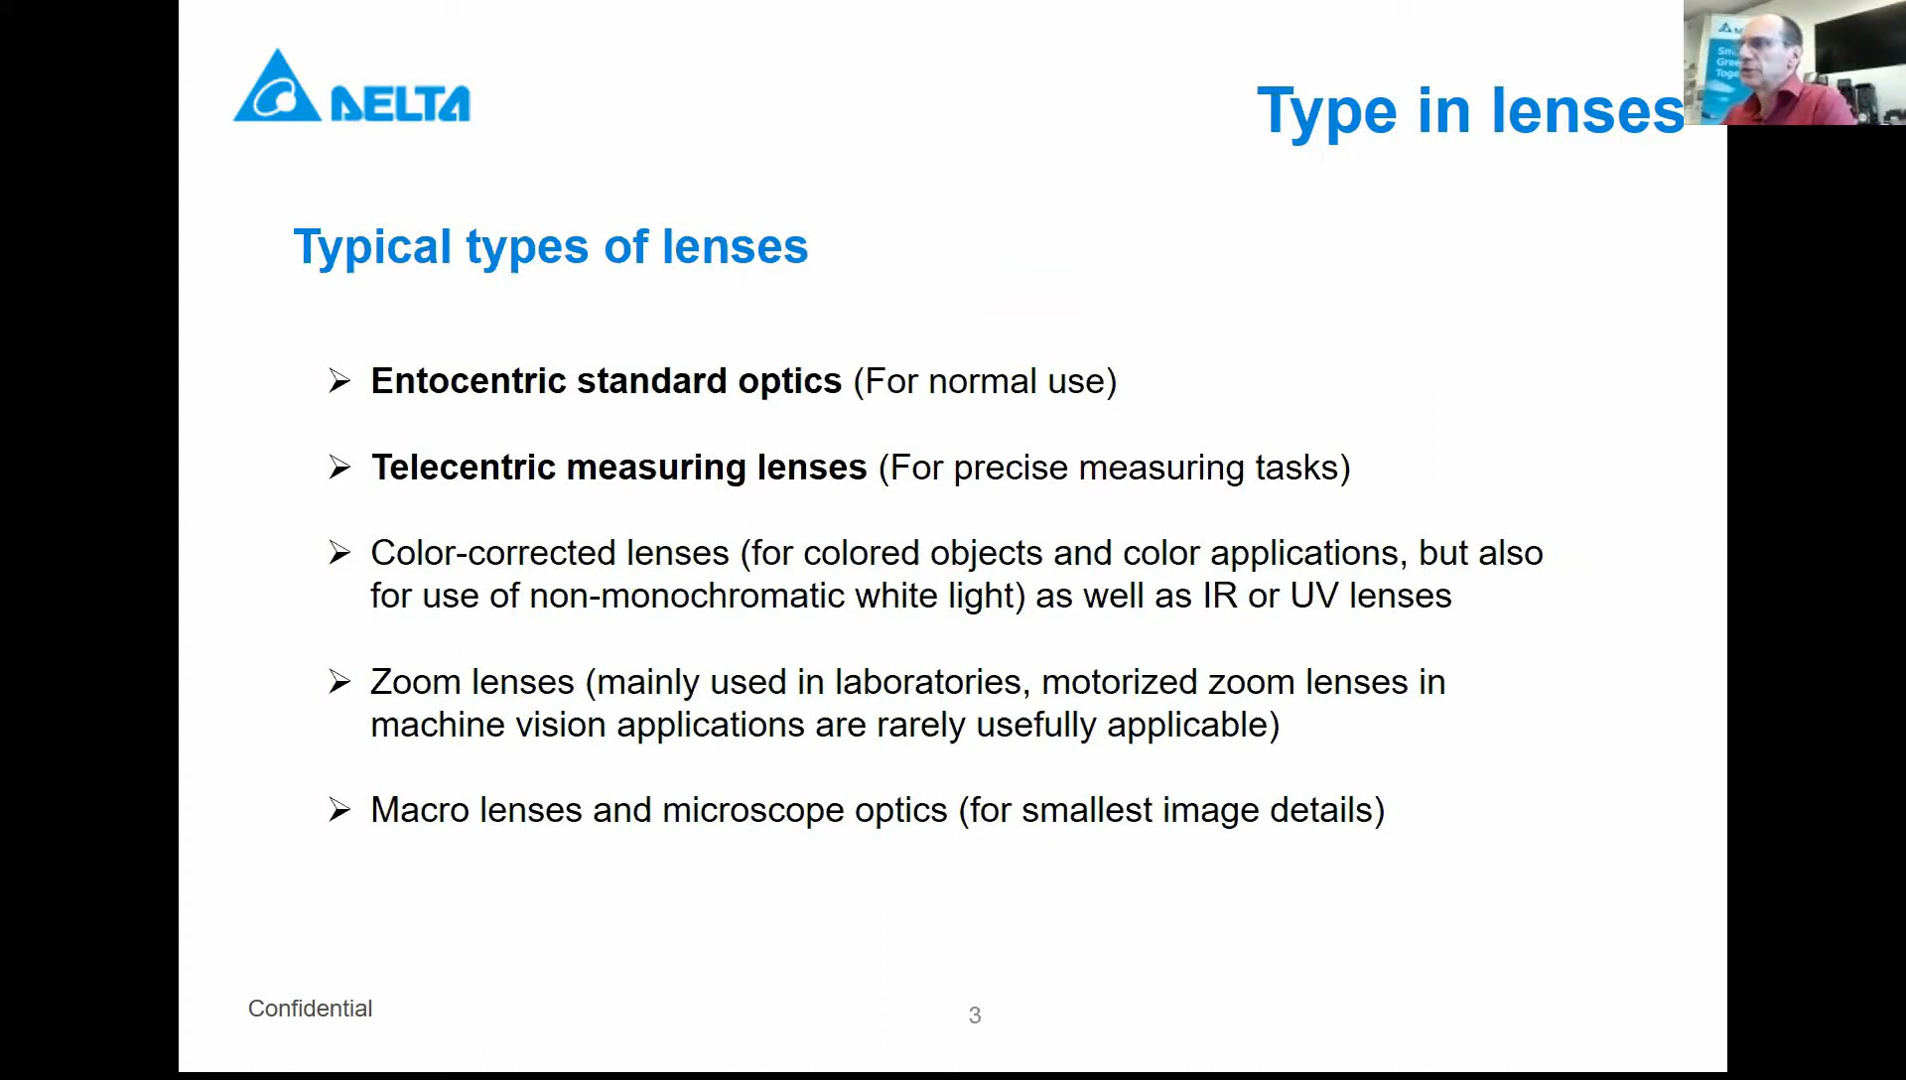 DELTA
Type in lenses
Typical types of lenses
Entocentric standard optics (For normal use)
Telecentric measuring lenses (For precise measuring tasks)
Color-corrected lenses (for colored objects and color applications, but also
for use of non-monochromatic white light) as well as IR or UV lenses
Zoom lenses (mainly used in laboratories, motorized zoom lenses in
machine vision applications are rarely usefully applicable)
Macro lenses and microscope optics (for smallest image details)
Confidential
3